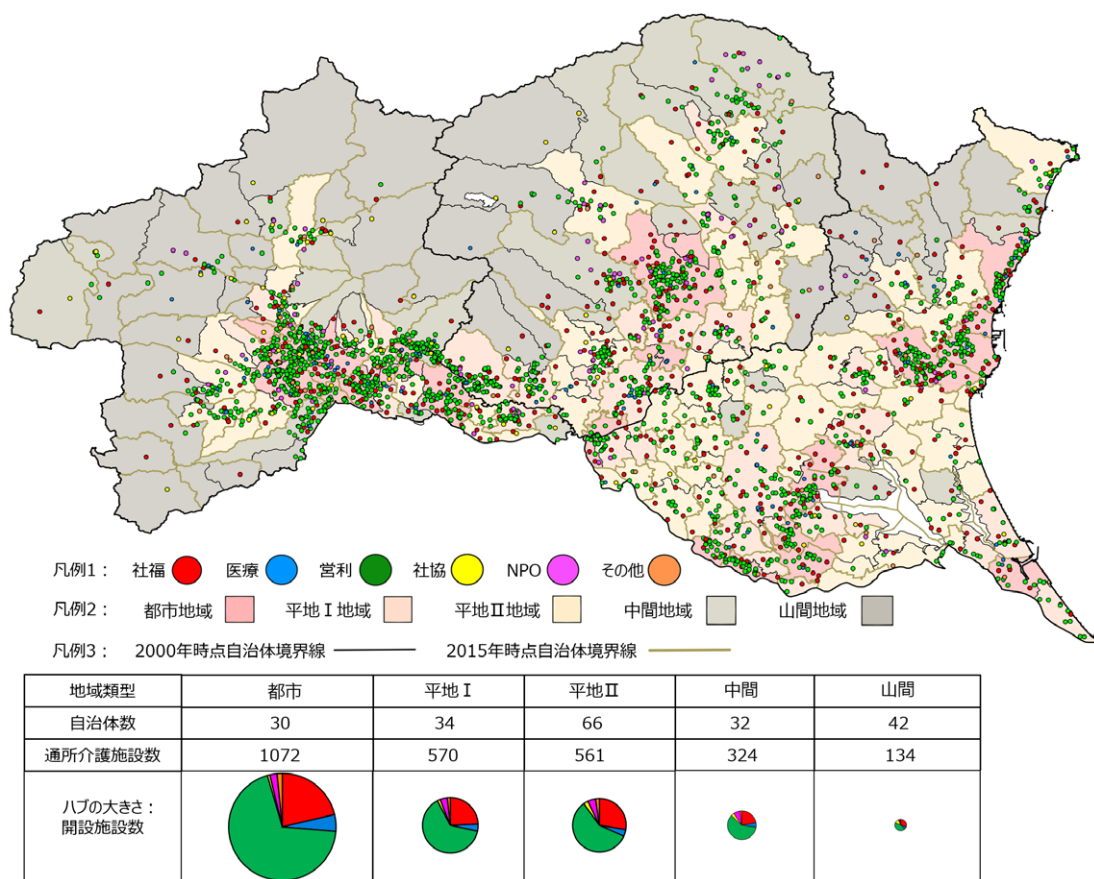 凡例1： 社福 医療 営利 社協 NPO その他
凡例2： 都市地域 平地Ⅰ地域 平地Ⅱ地域 中間地域 山間地域
凡例3： 2000年時点自治体境界線 2015年時点自治体境界線
地域類型 都市 平地Ⅰ 平地Ⅱ 中間 山間
自治体数 30 34 66 32 42
通所介護施設数 1072 570 561 324 134
ハブの大きさ：
開設施設数